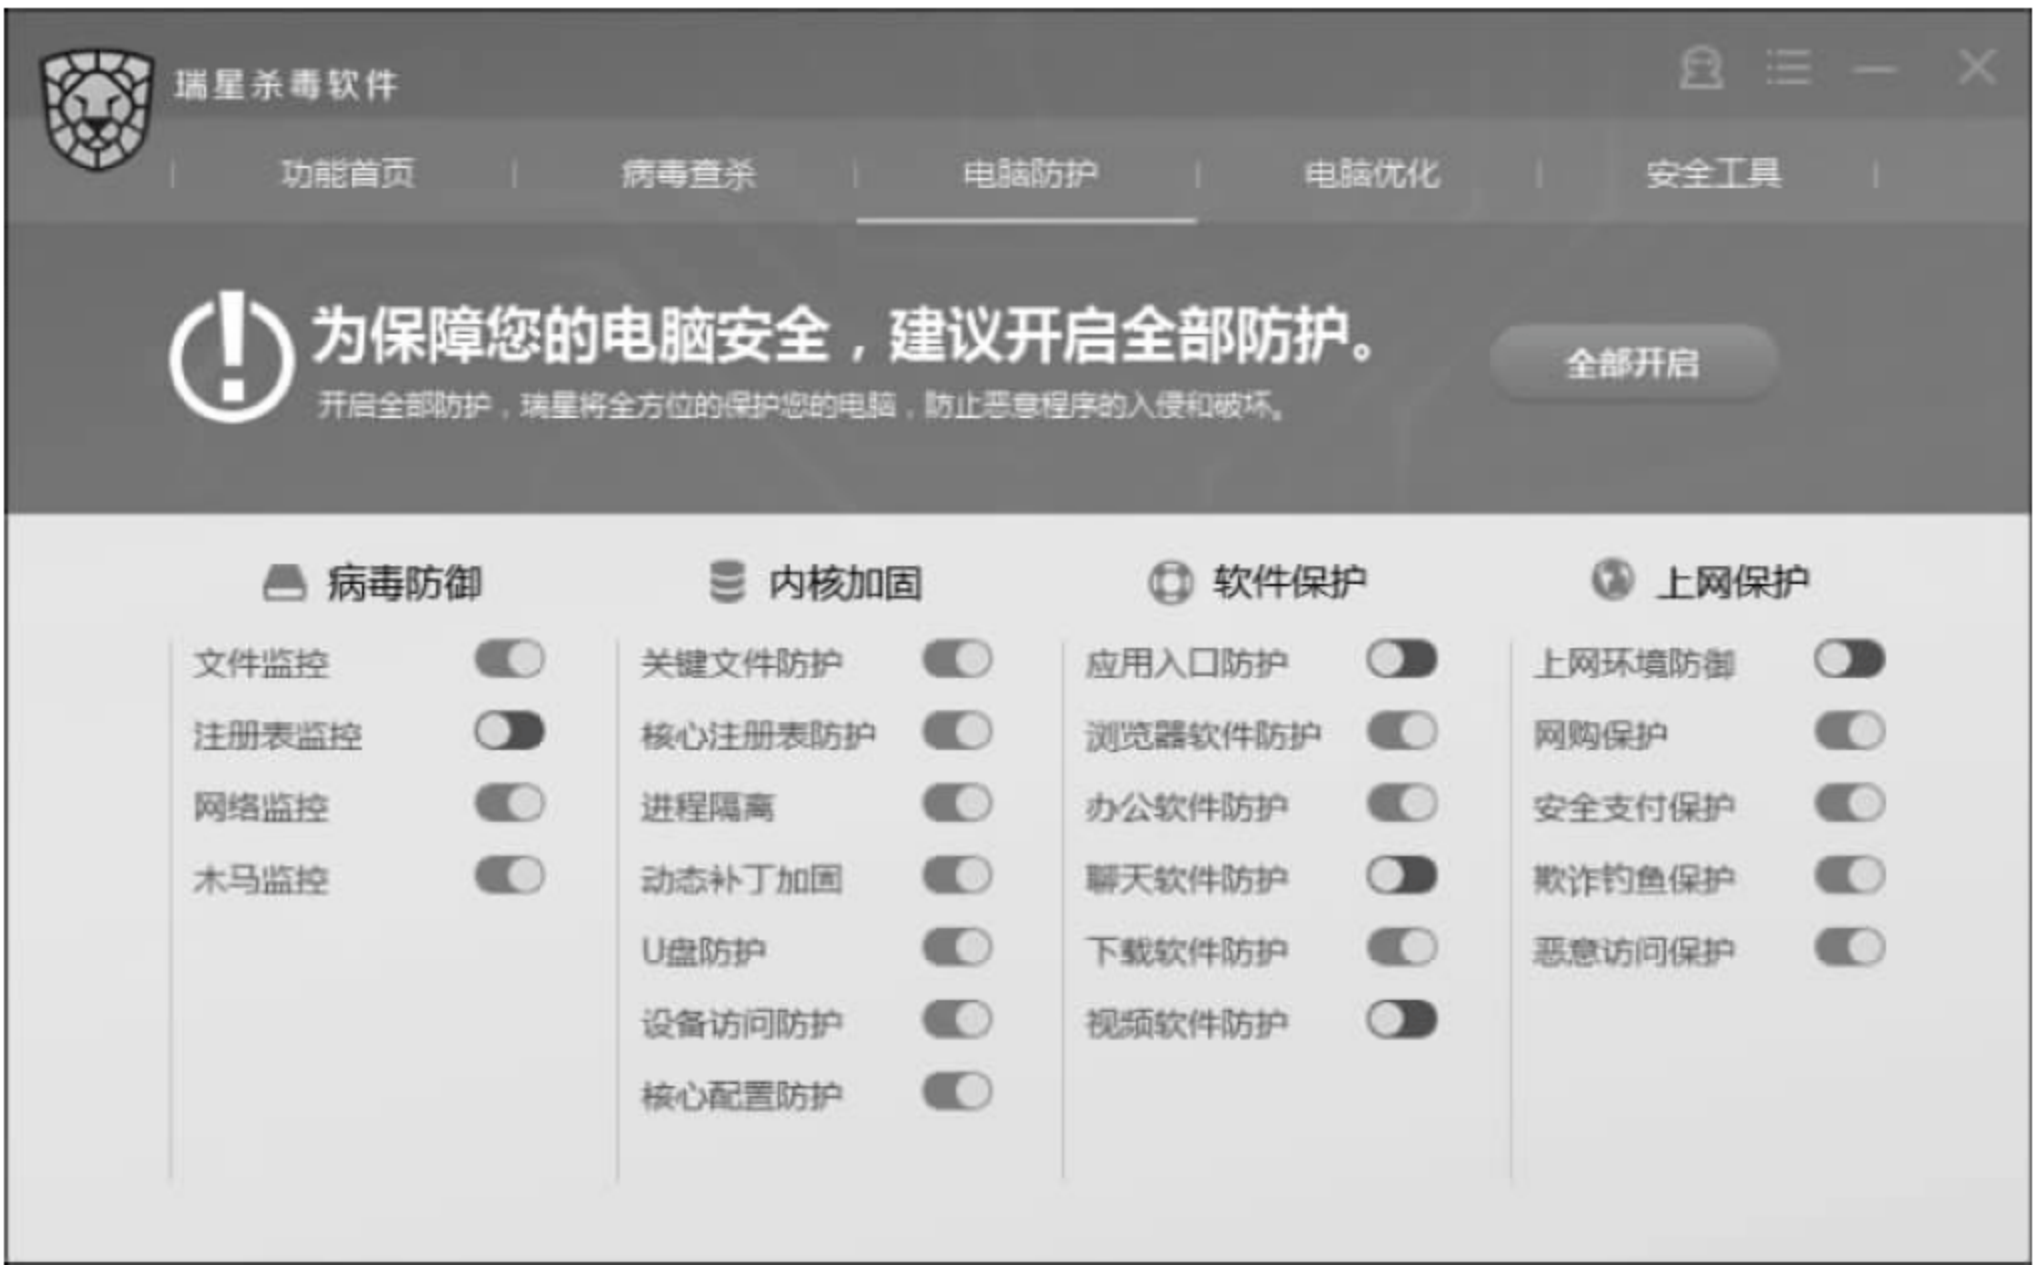 瑞星杀毒软件
功能首页 病毒查杀 电脑防护 电脑优化 安全工具
为保障您的电脑安全，建议开启全部防护。
全部开启
开启全部防护，瑞星将全方位的保护您的电脑，防止恶意程序的入侵和破坏。
病毒防御
文件监控
注册表监控
网络监控
木马监控
内核加固
关键文件防护
核心注册表防护
进程隔离
动态补丁加固
U盘防护
设备访问防护
核心配置防护
软件保护
应用入口防护
浏览器软件防护
办公软件防护
聊天软件防护
下载软件防护
视频软件防护
上网保护
上网环境防御
网购保护
安全支付保护
欺诈钓鱼保护
恶意访问保护